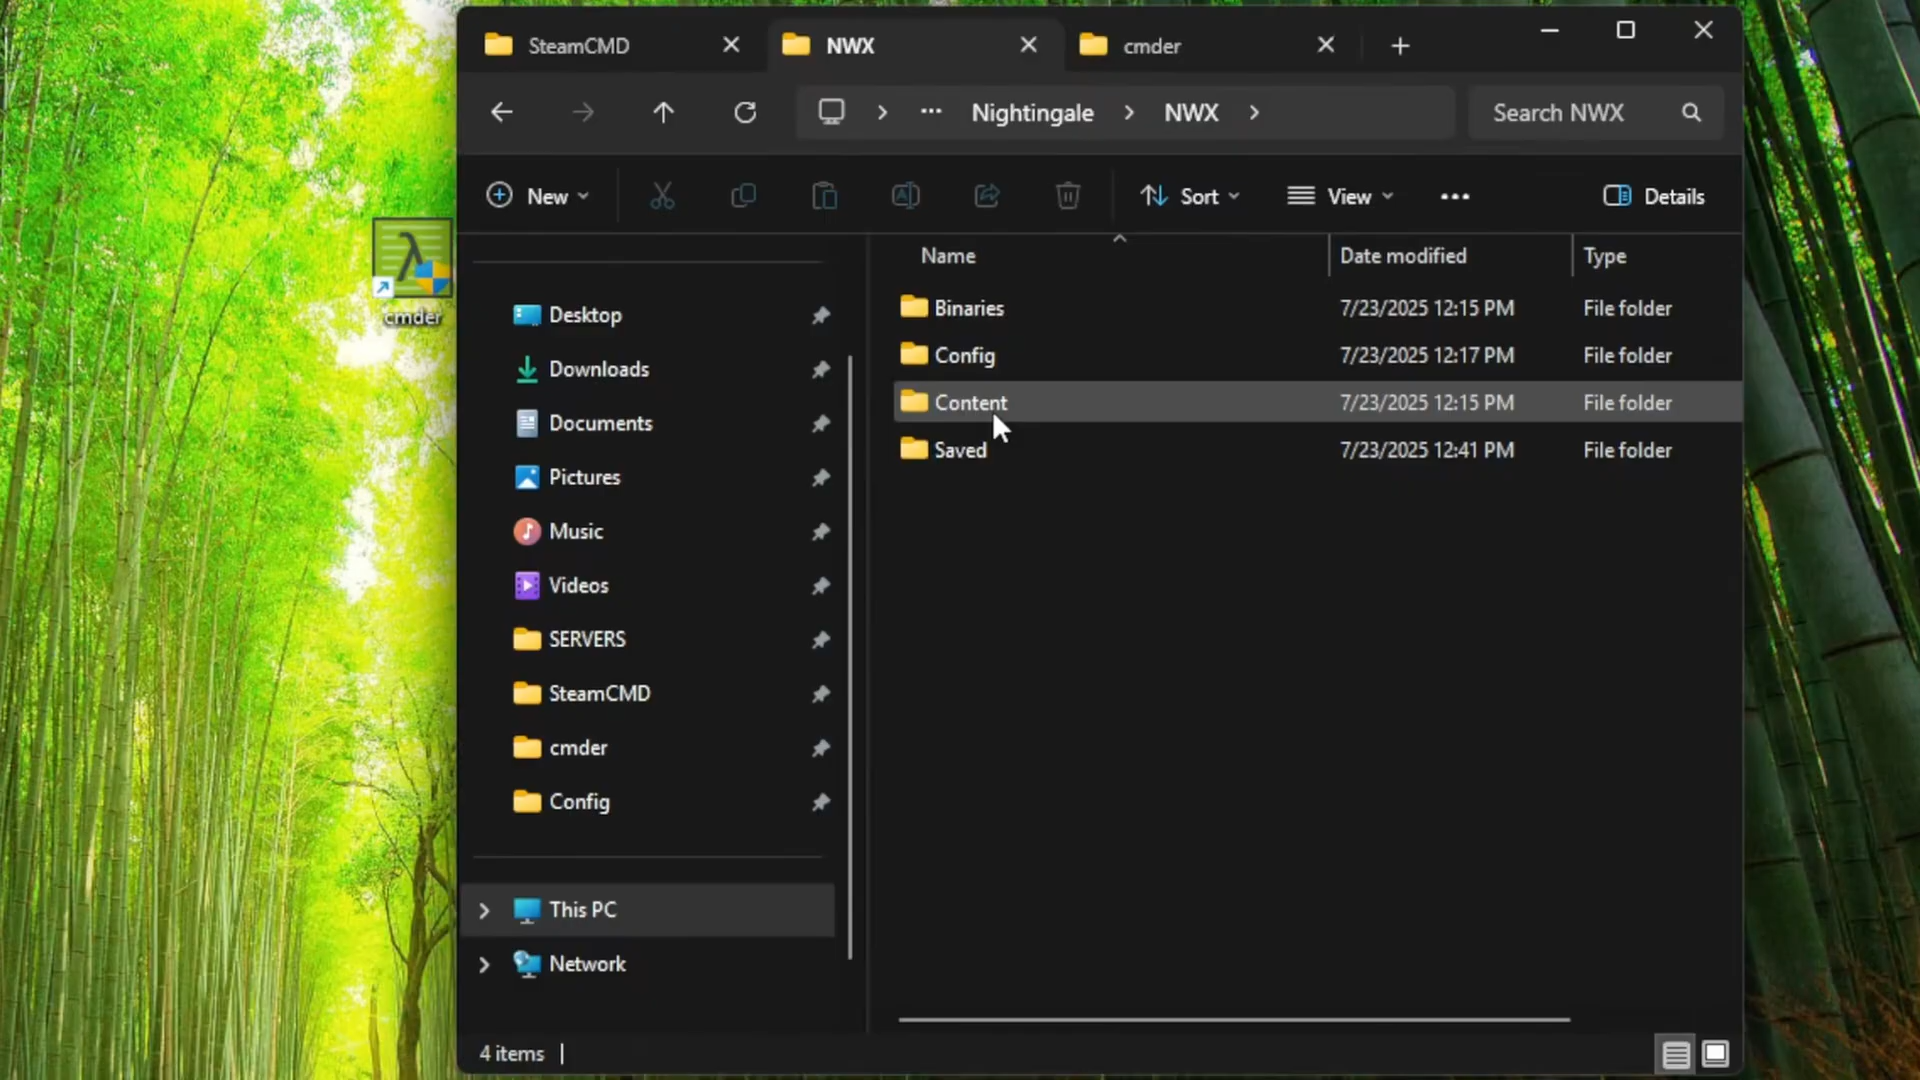 SteamCMD
NWX
cmder
Nightingale
NWX
Search NWX
New
Sort
View
Details
cmder
Desktop
Downloads
Documents
Pictures
Music
Videos
SERVERS
SteamCMD
cmder
Config
This PC
Network
Name Date modified Type
Binaries 7/23/2025 12:15 PM File folder
Config 7/23/2025 12:17 PM File folder
Content 7/23/2025 12:15 PM File folder
Saved 7/23/2025 12:41 PM File folder
4 items